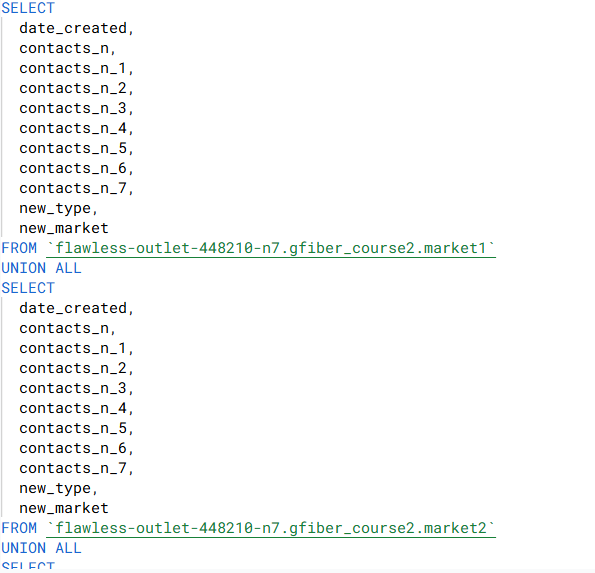 SELECT
date_created,
contacts_n,
contacts_n_1,
contacts_n_2,
contacts_n_3,
contacts_n_4,
contacts_n_5,
contacts_n_6,
contacts_n_7,
new_type,
new_market
FROM `flawless-outlet-448210-n7.gfiber_course2.market1`
UNION ALL
SELECT
date_created,
contacts_n,
contacts_n_1,
contacts_n_2,
contacts_n_3,
contacts_n_4,
contacts_n_5,
contacts_n_6,
contacts_n_7,
new_type,
new_market
FROM `flawless-outlet-448210-n7.gfiber_course2.market2`
UNION ALL
SELECT